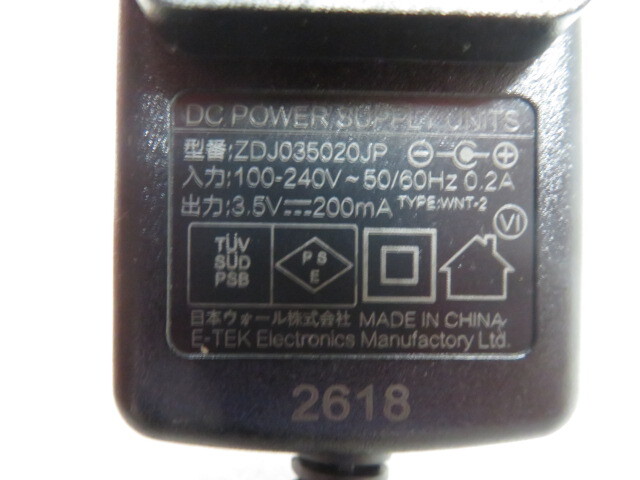 DC POWER SUPPLY UNITS
型番:ZDJ035020JP
入力:100-240V～50/60Hz 0.2A
出力:3.5V⎓200mA TYPE:WNT-2
VI
TÜV
SÜD
PSB
P S
E
日本ウォール株式会社 MADE IN CHINA
E-TEK Electronics Manufactory Ltd.
2618